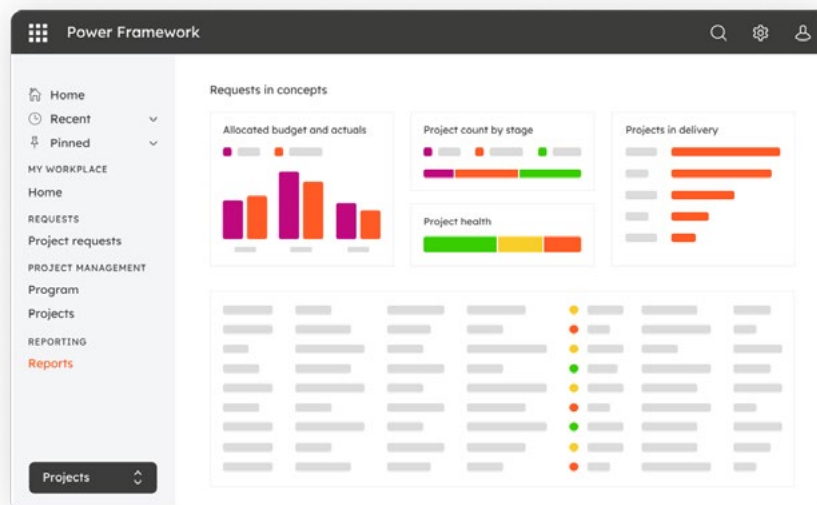 Power Framework
Home
Recent
Pinned
MY WORKPLACE
Home
REQUESTS
Project requests
PROJECT MANAGEMENT
Program
Projects
REPORTING
Reports
Projects
Requests in concepts
Allocated budget and actuals
Project count by stage
Project health
Projects in delivery